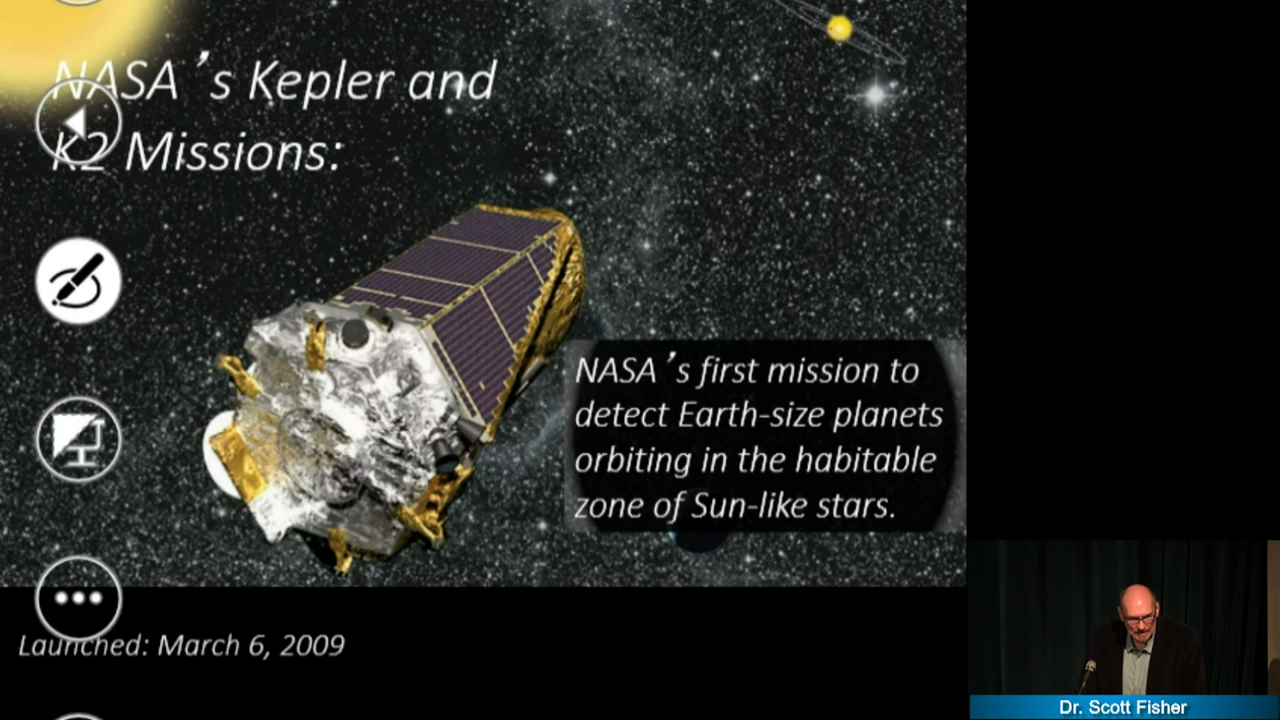 NASA's Kepler and
K2 Missions:
NASA's first mission to
detect Earth-size planets
orbiting in the habitable
zone of Sun-like stars.
Launched: March 6, 2009
Dr. Scott Fisher